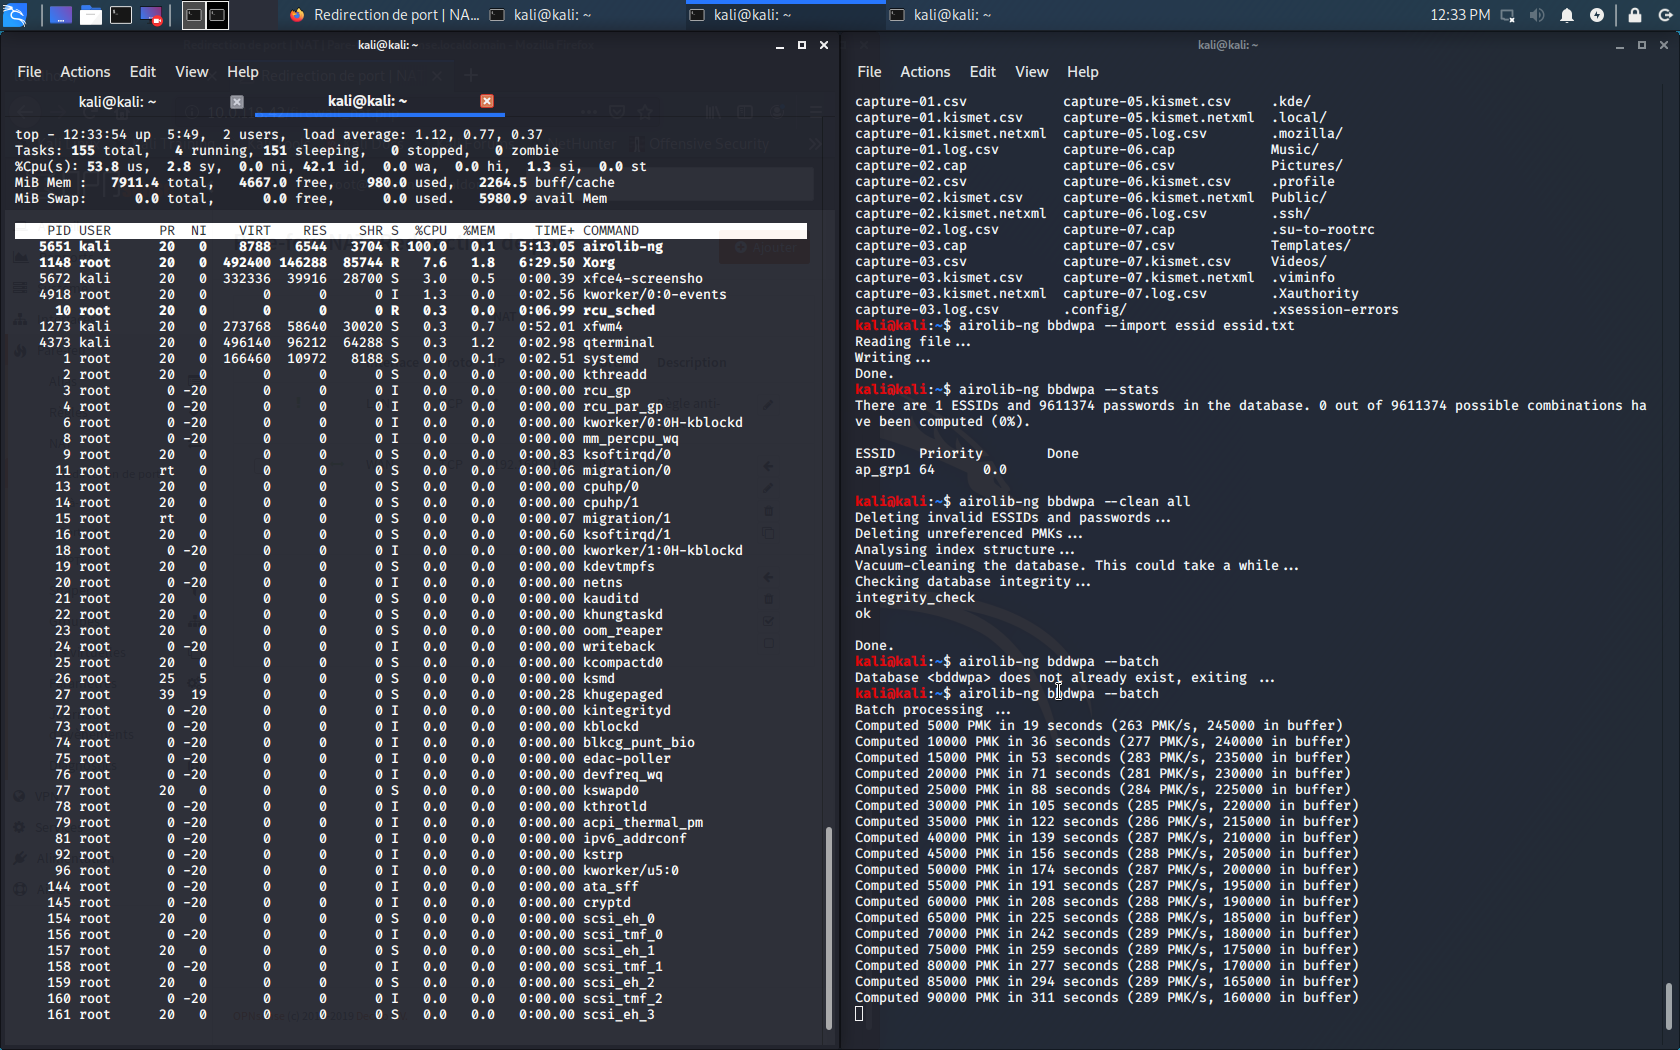 Redirection de port | NA...
kali@kali: ~
kali@kali: ~
kali@kali: ~
12:33 PM
kali@kali: ~
File Actions Edit View Help
kali@kali: ~
kali@kali: ~
top - 12:33:54 up  5:49,  2 users,  load average: 1.12, 0.77, 0.37
Tasks: 155 total,   4 running, 151 sleeping,   0 stopped,   0 zombie
%Cpu(s): 53.8 us,  2.8 sy,  0.0 ni, 42.1 id,  0.0 wa,  0.0 hi,  1.3 si,  0.0 st
MiB Mem :   7911.4 total,   4667.0 free,    980.0 used,   2264.5 buff/cache
MiB Swap:      0.0 total,      0.0 free,      0.0 used.   5980.9 avail Mem
PID USER      PR  NI    VIRT    RES    SHR S  %CPU  %MEM     TIME+ COMMAND
5651 kali      20   0    8788   6544   3704 R 100.0   0.1   5:13.05 airolib-ng
1148 root      20   0  492400 146288  85744 R   7.6   1.8   6:29.50 Xorg
5672 kali      20   0  332336  39916  28700 S   3.0   0.5   0:00.39 xfce4-screensho
4918 root      20   0       0      0      0 I   1.3   0.0   0:02.56 kworker/0:0-events
10 root      20   0       0      0      0 R   0.3   0.0   0:06.99 rcu_sched
1273 kali      20   0  273768  58640  30020 S   0.3   0.7   0:52.01 xfwm4
4373 kali      20   0  496140  96212  64288 S   0.3   1.2   0:02.98 qterminal
1 root      20   0  166460  10972   8188 S   0.0   0.1   0:02.51 systemd
2 root      20   0       0      0      0 S   0.0   0.0   0:00.00 kthreadd
3 root       0 -20       0      0      0 I   0.0   0.0   0:00.00 rcu_gp
4 root       0 -20       0      0      0 I   0.0   0.0   0:00.00 rcu_par_gp
6 root       0 -20       0      0      0 I   0.0   0.0   0:00.00 kworker/0:0H-kblockd
8 root       0 -20       0      0      0 I   0.0   0.0   0:00.00 mm_percpu_wq
9 root      20   0       0      0      0 S   0.0   0.0   0:00.83 ksoftirqd/0
11 root      rt   0       0      0      0 S   0.0   0.0   0:00.06 migration/0
13 root      20   0       0      0      0 S   0.0   0.0   0:00.00 cpuhp/0
14 root      20   0       0      0      0 S   0.0   0.0   0:00.00 cpuhp/1
15 root      rt   0       0      0      0 S   0.0   0.0   0:00.07 migration/1
16 root      20   0       0      0      0 S   0.0   0.0   0:00.60 ksoftirqd/1
18 root       0 -20       0      0      0 I   0.0   0.0   0:00.00 kworker/1:0H-kblockd
19 root      20   0       0      0      0 S   0.0   0.0   0:00.00 kdevtmpfs
20 root       0 -20       0      0      0 I   0.0   0.0   0:00.00 netns
21 root      20   0       0      0      0 S   0.0   0.0   0:00.00 kauditd
22 root      20   0       0      0      0 S   0.0   0.0   0:00.00 khungtaskd
23 root      20   0       0      0      0 S   0.0   0.0   0:00.00 oom_reaper
24 root       0 -20       0      0      0 I   0.0   0.0   0:00.00 writeback
25 root      20   0       0      0      0 S   0.0   0.0   0:00.00 kcompactd0
26 root      25   5       0      0      0 S   0.0   0.0   0:00.00 ksmd
27 root      39  19       0      0      0 S   0.0   0.0   0:00.28 khugepaged
72 root       0 -20       0      0      0 I   0.0   0.0   0:00.00 kintegrityd
73 root       0 -20       0      0      0 I   0.0   0.0   0:00.00 kblockd
74 root       0 -20       0      0      0 I   0.0   0.0   0:00.00 blkcg_punt_bio
75 root       0 -20       0      0      0 I   0.0   0.0   0:00.00 edac-poller
76 root       0 -20       0      0      0 I   0.0   0.0   0:00.00 devfreq_wq
77 root      20   0       0      0      0 S   0.0   0.0   0:00.00 kswapd0
78 root       0 -20       0      0      0 I   0.0   0.0   0:00.00 kthrotld
79 root       0 -20       0      0      0 I   0.0   0.0   0:00.00 acpi_thermal_pm
81 root       0 -20       0      0      0 I   0.0   0.0   0:00.00 ipv6_addrconf
92 root       0 -20       0      0      0 I   0.0   0.0   0:00.00 kstrp
96 root       0 -20       0      0      0 I   0.0   0.0   0:00.00 kworker/u5:0
144 root       0 -20       0      0      0 I   0.0   0.0   0:00.00 ata_sff
145 root       0 -20       0      0      0 I   0.0   0.0   0:00.00 cryptd
154 root      20   0       0      0      0 S   0.0   0.0   0:00.00 scsi_eh_0
156 root       0 -20       0      0      0 I   0.0   0.0   0:00.00 scsi_tmf_0
157 root      20   0       0      0      0 S   0.0   0.0   0:00.00 scsi_eh_1
158 root       0 -20       0      0      0 I   0.0   0.0   0:00.00 scsi_tmf_1
159 root      20   0       0      0      0 S   0.0   0.0   0:00.00 scsi_eh_2
160 root       0 -20       0      0      0 I   0.0   0.0   0:00.00 scsi_tmf_2
161 root      20   0       0      0      0 S   0.0   0.0   0:00.00 scsi_eh_3
kali@kali: ~
File Actions Edit View Help
capture-01.csv            capture-05.kismet.csv     .kde/
capture-01.kismet.csv     capture-05.kismet.netxml  .local/
capture-01.kismet.netxml  capture-05.log.csv        .mozilla/
capture-01.log.csv        capture-06.cap            Music/
capture-02.cap            capture-06.csv            Pictures/
capture-02.csv            capture-06.kismet.csv     .profile
capture-02.kismet.csv     capture-06.kismet.netxml  Public/
capture-02.kismet.netxml  capture-06.log.csv        .ssh/
capture-02.log.csv        capture-07.cap            .su-to-rootrc
capture-03.cap            capture-07.csv            Templates/
capture-03.csv            capture-07.kismet.csv     Videos/
capture-03.kismet.csv     capture-07.kismet.netxml  .viminfo
capture-03.kismet.netxml  capture-07.log.csv        .Xauthority
capture-03.log.csv        .config/                  .xsession-errors
kali@kali:~$ airolib-ng bbdwpa --import essid essid.txt
Reading file...
Writing...
Done.
kali@kali:~$ airolib-ng bbdwpa --stats
There are 1 ESSIDs and 9611374 passwords in the database. 0 out of 9611374 possible combinations ha
ve been computed (0%).
ESSID   Priority        Done
ap_grp1 64      0.0
kali@kali:~$ airolib-ng bbdwpa --clean all
Deleting invalid ESSIDs and passwords...
Deleting unreferenced PMKs...
Analysing index structure...
Vacuum-cleaning the database. This could take a while...
Checking database integrity...
integrity_check
ok
Done.
kali@kali:~$ airolib-ng bddwpa --batch
Database <bddwpa> does not already exist, exiting ...
kali@kali:~$ airolib-ng bbdwpa --batch
Batch processing ...
Computed 5000 PMK in 19 seconds (263 PMK/s, 245000 in buffer)
Computed 10000 PMK in 36 seconds (277 PMK/s, 240000 in buffer)
Computed 15000 PMK in 53 seconds (283 PMK/s, 235000 in buffer)
Computed 20000 PMK in 71 seconds (281 PMK/s, 230000 in buffer)
Computed 25000 PMK in 88 seconds (284 PMK/s, 225000 in buffer)
Computed 30000 PMK in 105 seconds (285 PMK/s, 220000 in buffer)
Computed 35000 PMK in 122 seconds (286 PMK/s, 215000 in buffer)
Computed 40000 PMK in 139 seconds (287 PMK/s, 210000 in buffer)
Computed 45000 PMK in 156 seconds (288 PMK/s, 205000 in buffer)
Computed 50000 PMK in 174 seconds (287 PMK/s, 200000 in buffer)
Computed 55000 PMK in 191 seconds (287 PMK/s, 195000 in buffer)
Computed 60000 PMK in 208 seconds (288 PMK/s, 190000 in buffer)
Computed 65000 PMK in 225 seconds (288 PMK/s, 185000 in buffer)
Computed 70000 PMK in 242 seconds (289 PMK/s, 180000 in buffer)
Computed 75000 PMK in 259 seconds (289 PMK/s, 175000 in buffer)
Computed 80000 PMK in 277 seconds (288 PMK/s, 170000 in buffer)
Computed 85000 PMK in 294 seconds (289 PMK/s, 165000 in buffer)
Computed 90000 PMK in 311 seconds (289 PMK/s, 160000 in buffer)